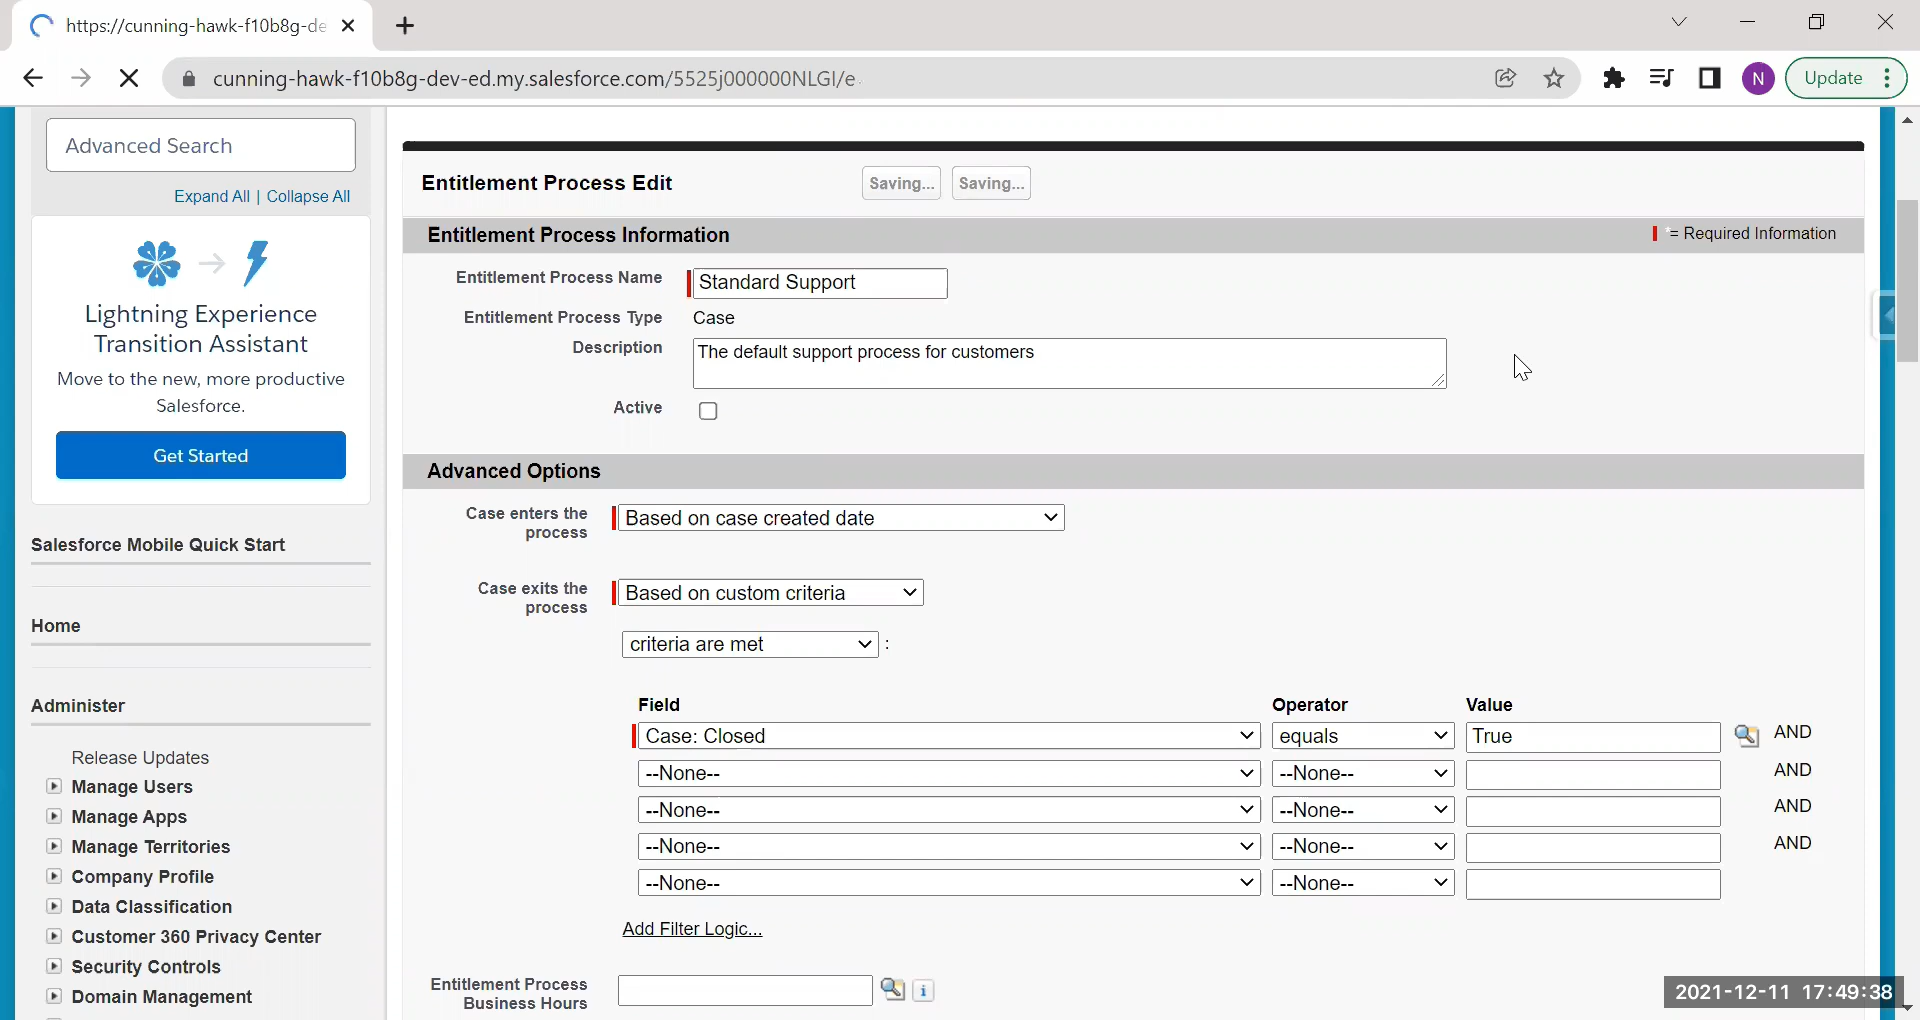 https://cunning-hawk-f10b8g-de
cunning-hawk-f10b8g-dev-ed.my.salesforce.com/5525j000000NLGI/e
N
Update
Advanced Search
Expand All | Collapse All
Lightning Experience
Transition Assistant
Move to the new, more productive
Salesforce.
Get Started
Salesforce Mobile Quick Start
Home
Administer
Release Updates
Manage Users
Manage Apps
Manage Territories
Company Profile
Data Classification
Customer 360 Privacy Center
Security Controls
Domain Management
Entitlement Process Edit
Saving... Saving...
Entitlement Process Information
= Required Information
Entitlement Process Name Standard Support
Entitlement Process Type Case
Description The default support process for customers
Active
Advanced Options
Case enters the
process
Based on case created date
Case exits the
process
Based on custom criteria
criteria are met :
Field Operator Value
Case: Closed equals True AND
--None-- --None-- AND
--None-- --None-- AND
--None-- --None-- AND
--None-- --None--
Add Filter Logic...
Entitlement Process
Business Hours
i
2021-12-11 17:49:38